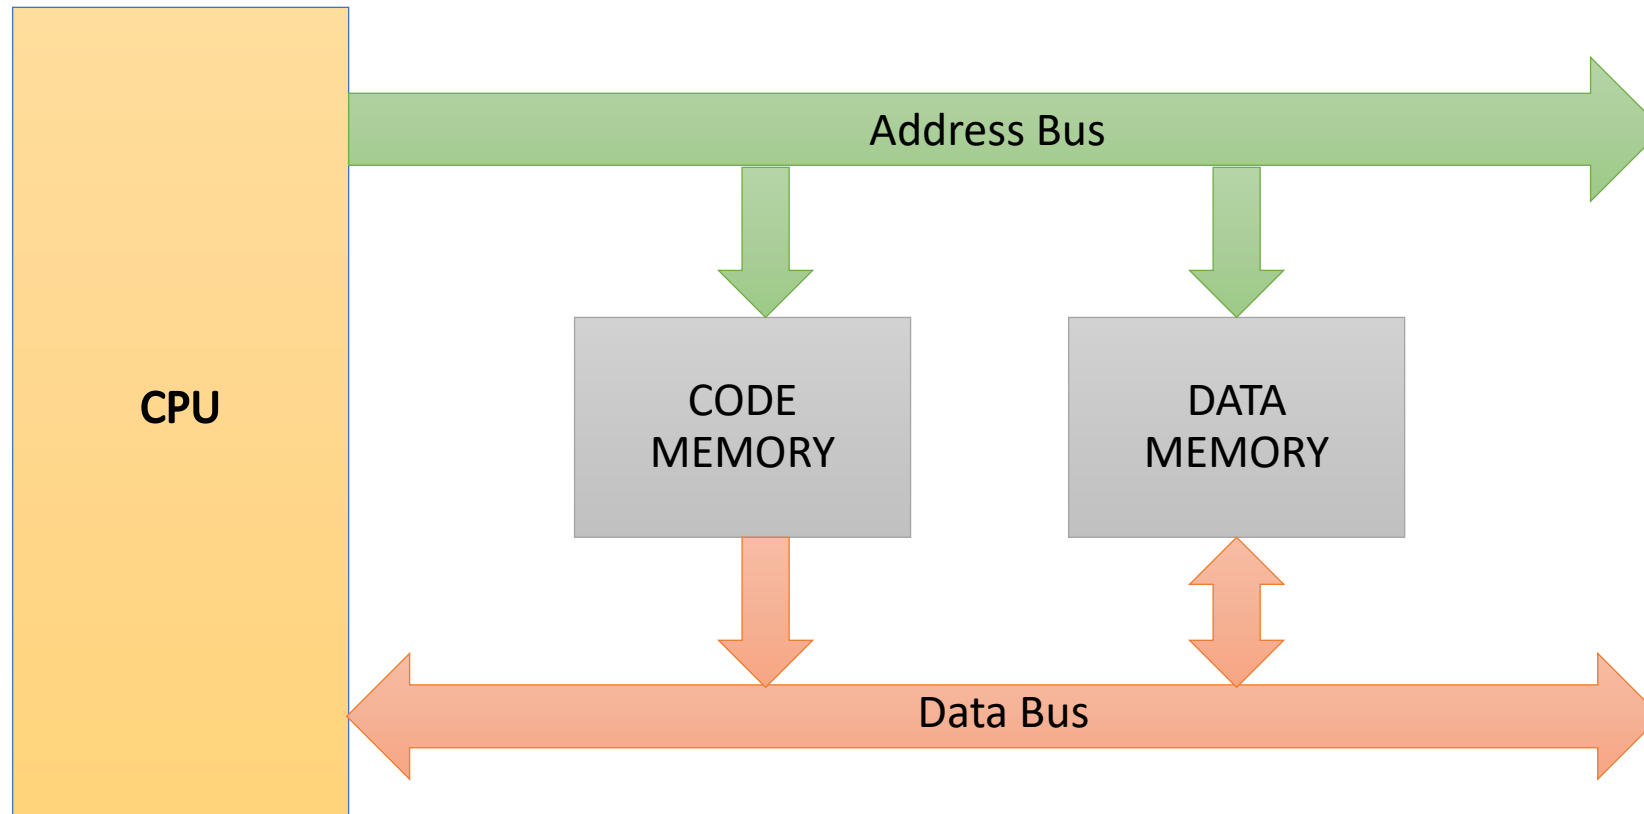 Address Bus
CPU
CODE
MEMORY
DATA
MEMORY
Data Bus